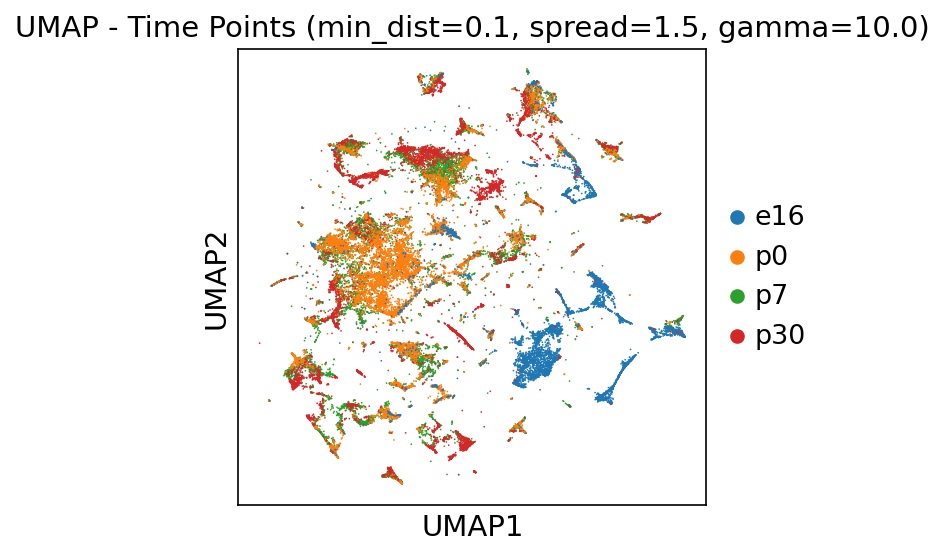 UMAP - Time Points (min_dist=0.1, spread=1.5, gamma=10.0)
UMAP2
e16
p0
p7
p30
UMAP1